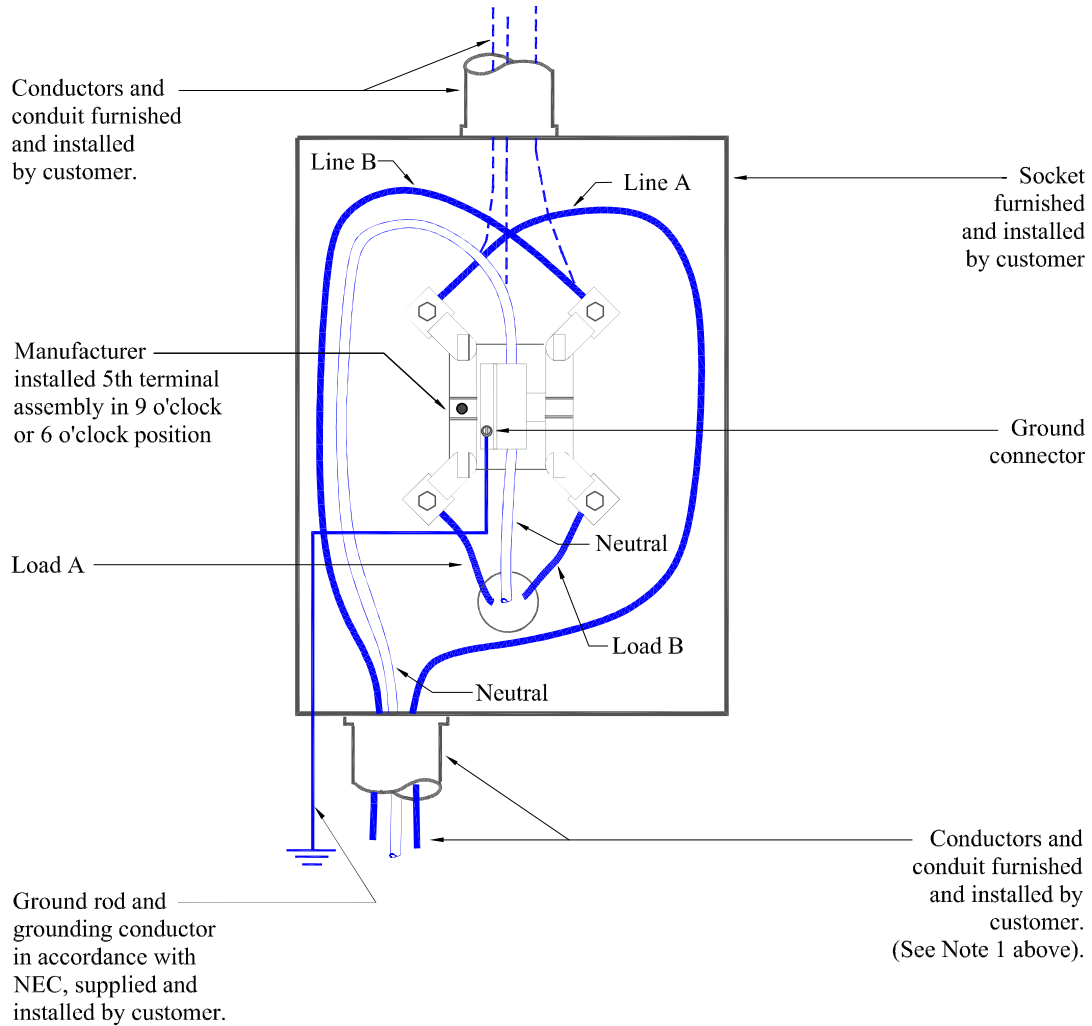 Conductors and
conduit furnished
and installed
by customer.
Line B
Line A
Socket
furnished
and installed
by customer
Manufacturer
installed 5th terminal
assembly in 9 o'clock
or 6 o'clock position
Ground
connector
Neutral
Load A
Load B
Neutral
Conductors and
conduit furnished
and installed by
customer.
(See Note 1 above).
Ground rod and
grounding conductor
in accordance with
NEC, supplied and
installed by customer.